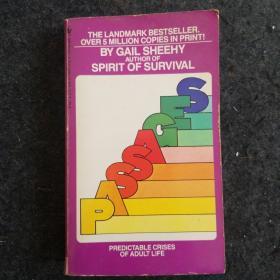 THE LANDMARK BESTSELLER,
OVER 5 MILLION COPIES IN PRINT!
BY GAIL SHEEHY
AUTHOR OF
SPIRIT OF SURVIVAL
PASSAGES
PREDICTABLE CRISES
OF ADULT LIFE